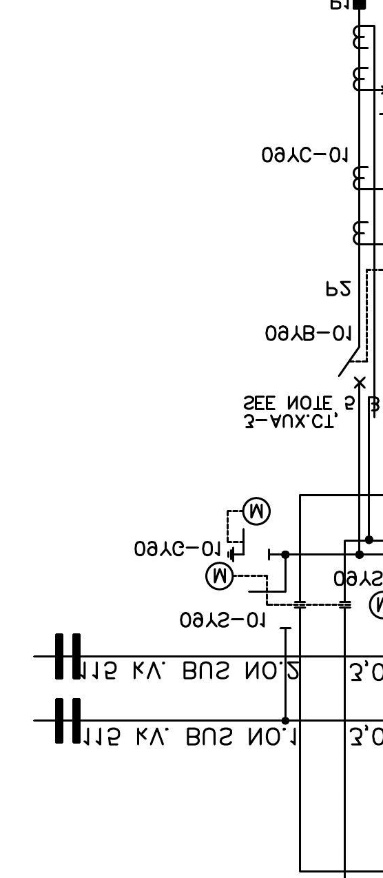 P1
09YC-01
P2
09YB-01
SEE NOTE 5
3-AUX.CT,
M
09YG-01
M
09YS
09YS-01
M
115 kV. BUS NO.2 3,0
115 kV. BUS NO.1 3,0